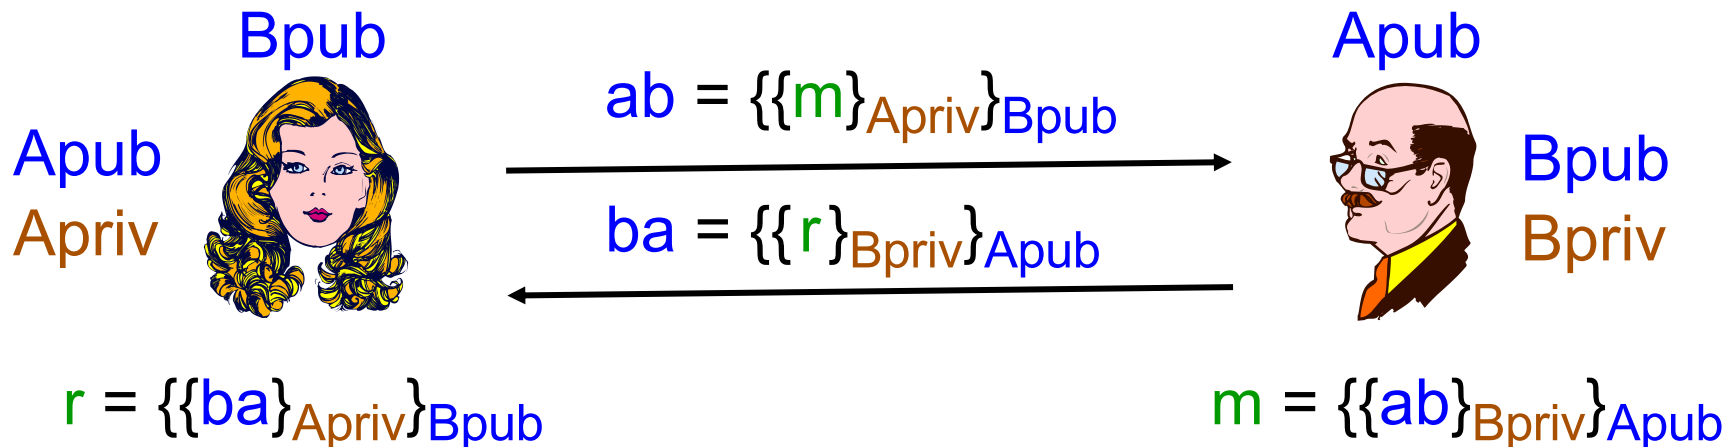 Bpub
Apub
ab = {{m}Apriv}Bpub
Apub
Bpub
Apriv
ba = {{ r }Bpriv}Apub
Bpriv
r = {{ba}Apriv}Bpub
m = {{ab}Bpriv}Apub